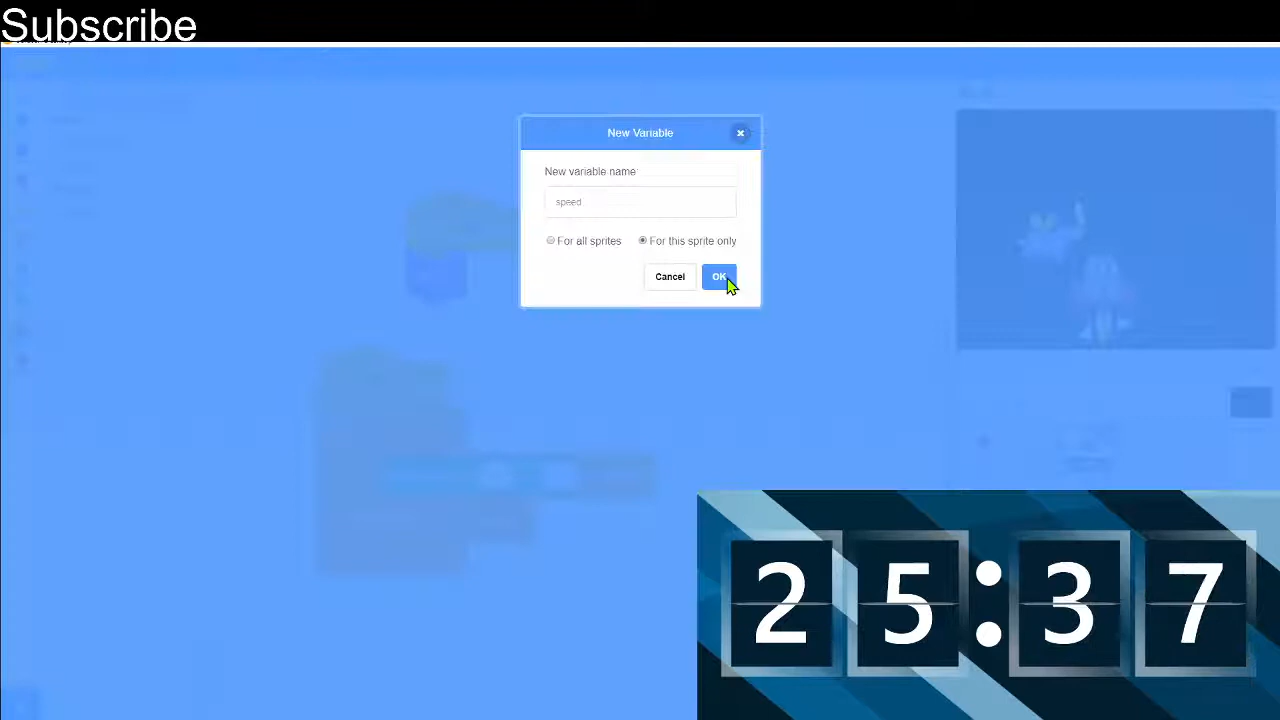 Subscribe
New Variable
New variable name:
speed
For all sprites
For this sprite only
Cancel
OK
25:37